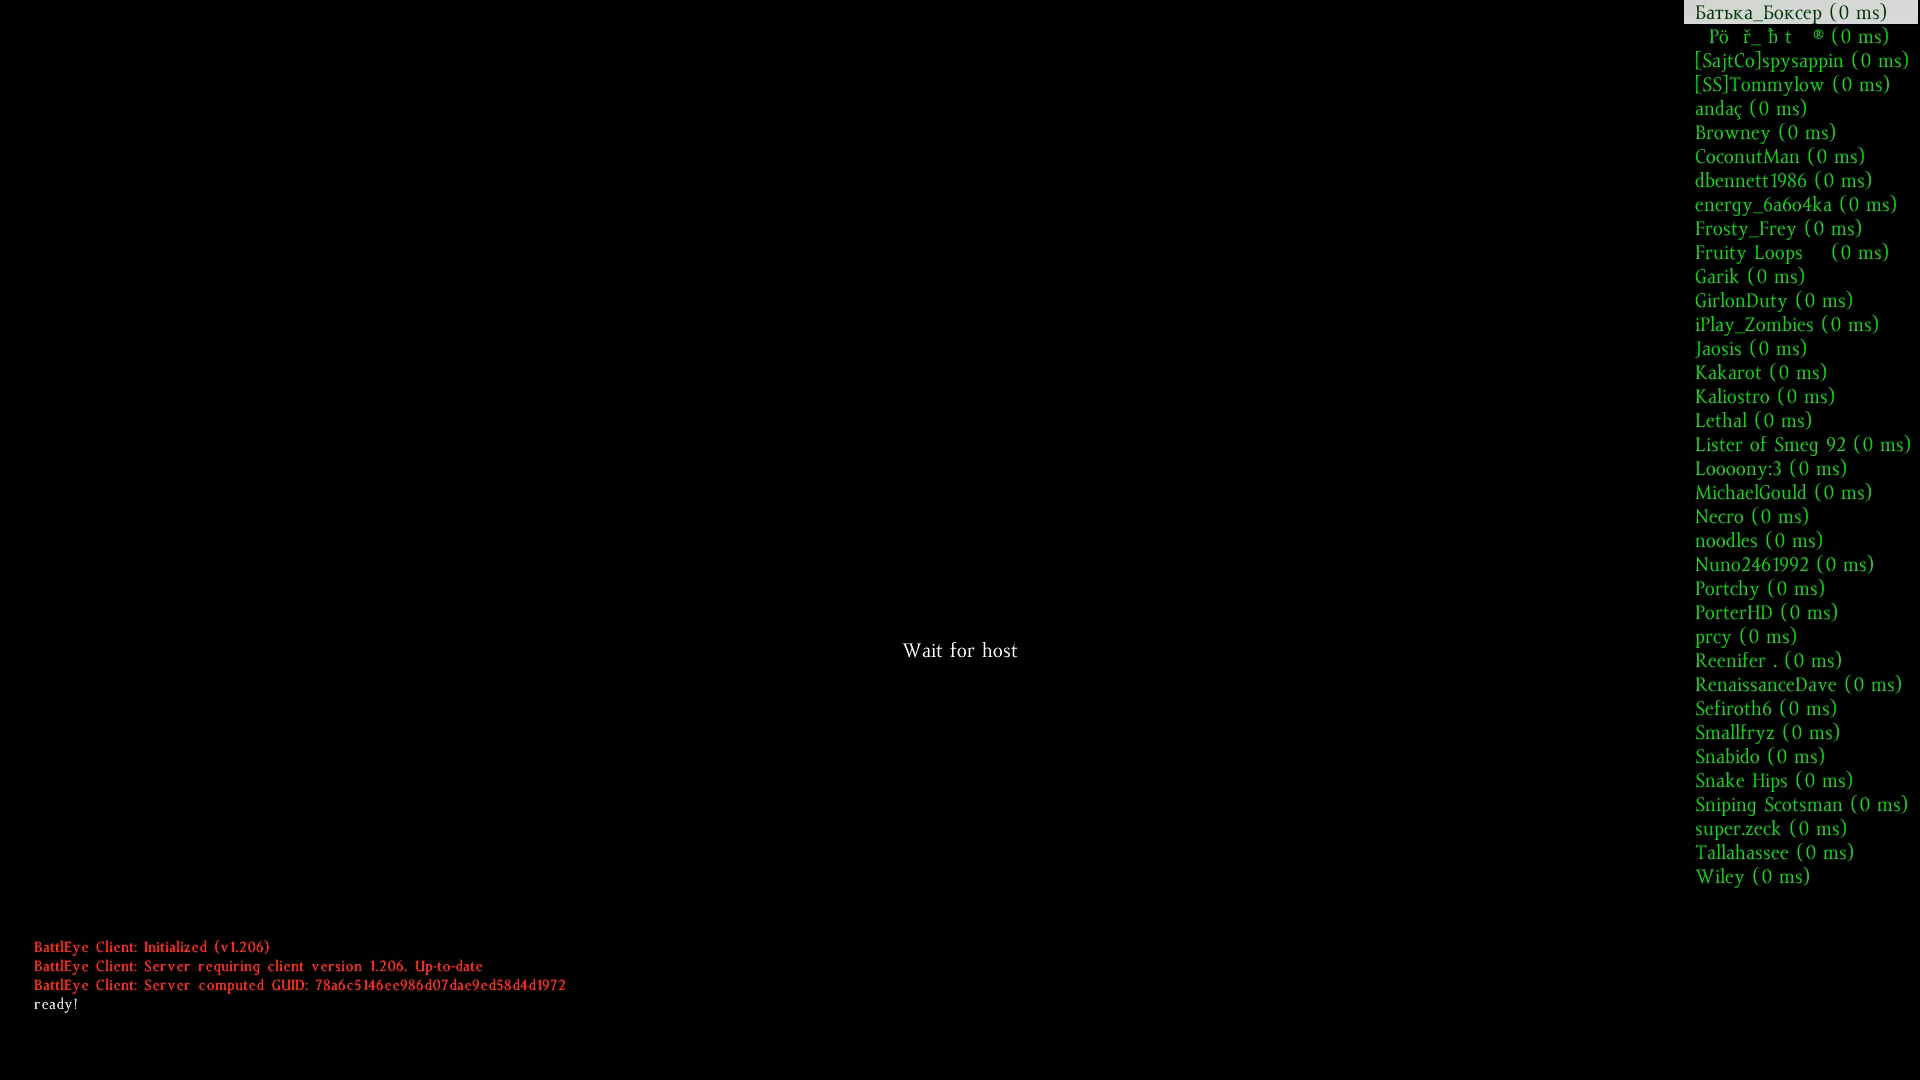 Батька_Боксер (0 ms)
Pö ř_ ħ t ® (0 ms)
[SajtCo]spysappin (0 ms)
[SS]Tommylow (0 ms)
andaç (0 ms)
Browney (0 ms)
CoconutMan (0 ms)
dbennett1986 (0 ms)
energy_6a6o4ka (0 ms)
Frosty_Frey (0 ms)
Fruity Loops (0 ms)
Garik (0 ms)
GirlonDuty (0 ms)
iPlay_Zombies (0 ms)
Jaosis (0 ms)
Kakarot (0 ms)
Kaliostro (0 ms)
Lethal (0 ms)
Lister of Smeg 92 (0 ms)
Loooony:3 (0 ms)
MichaelGould (0 ms)
Necro (0 ms)
noodles (0 ms)
Nuno2461992 (0 ms)
Portchy (0 ms)
PorterHD (0 ms)
prcy (0 ms)
Reenifer . (0 ms)
RenaissanceDave (0 ms)
Sefiroth6 (0 ms)
Smallfryz (0 ms)
Snabido (0 ms)
Snake Hips (0 ms)
Sniping Scotsman (0 ms)
super.zeck (0 ms)
Tallahassee (0 ms)
Wiley (0 ms)
Wait for host
BattlEye Client: Initialized (v1.206)
BattlEye Client: Server requiring client version 1.206. Up-to-date
BattlEye Client: Server computed GUID: 78a6c5146ee986d07dae9ed58d4d1972
ready!